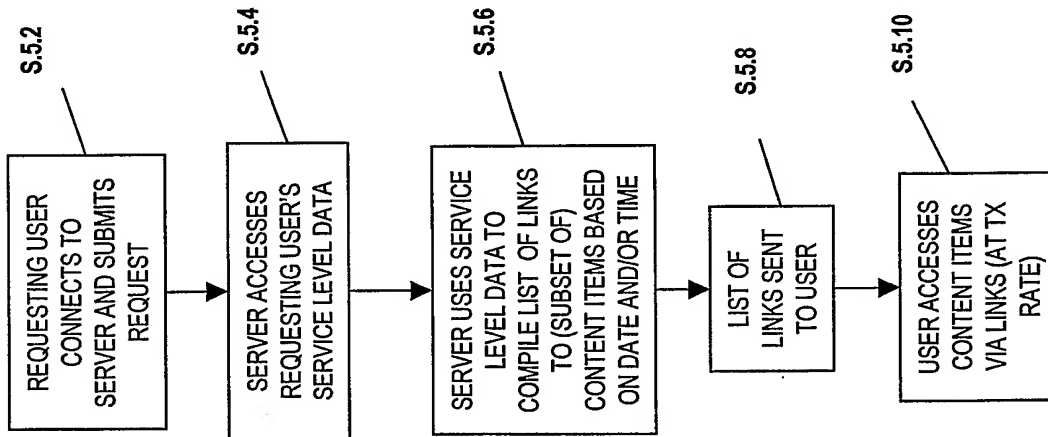 REQUESTING USER
CONNECTS TO
SERVER AND SUBMITS
REQUEST
S.5.2
SERVER ACCESSES
REQUESTING USER'S
SERVICE LEVEL DATA
S.5.4
SERVER USES SERVICE
LEVEL DATA TO
COMPILE LIST OF LINKS
TO (SUBSET OF)
CONTENT ITEMS BASED
ON DATE AND/OR TIME
S.5.6
LIST OF
LINKS SENT
TO USER
S.5.8
USER ACCESSES
CONTENT ITEMS
VIA LINKS (AT TX
RATE)
S.5.10